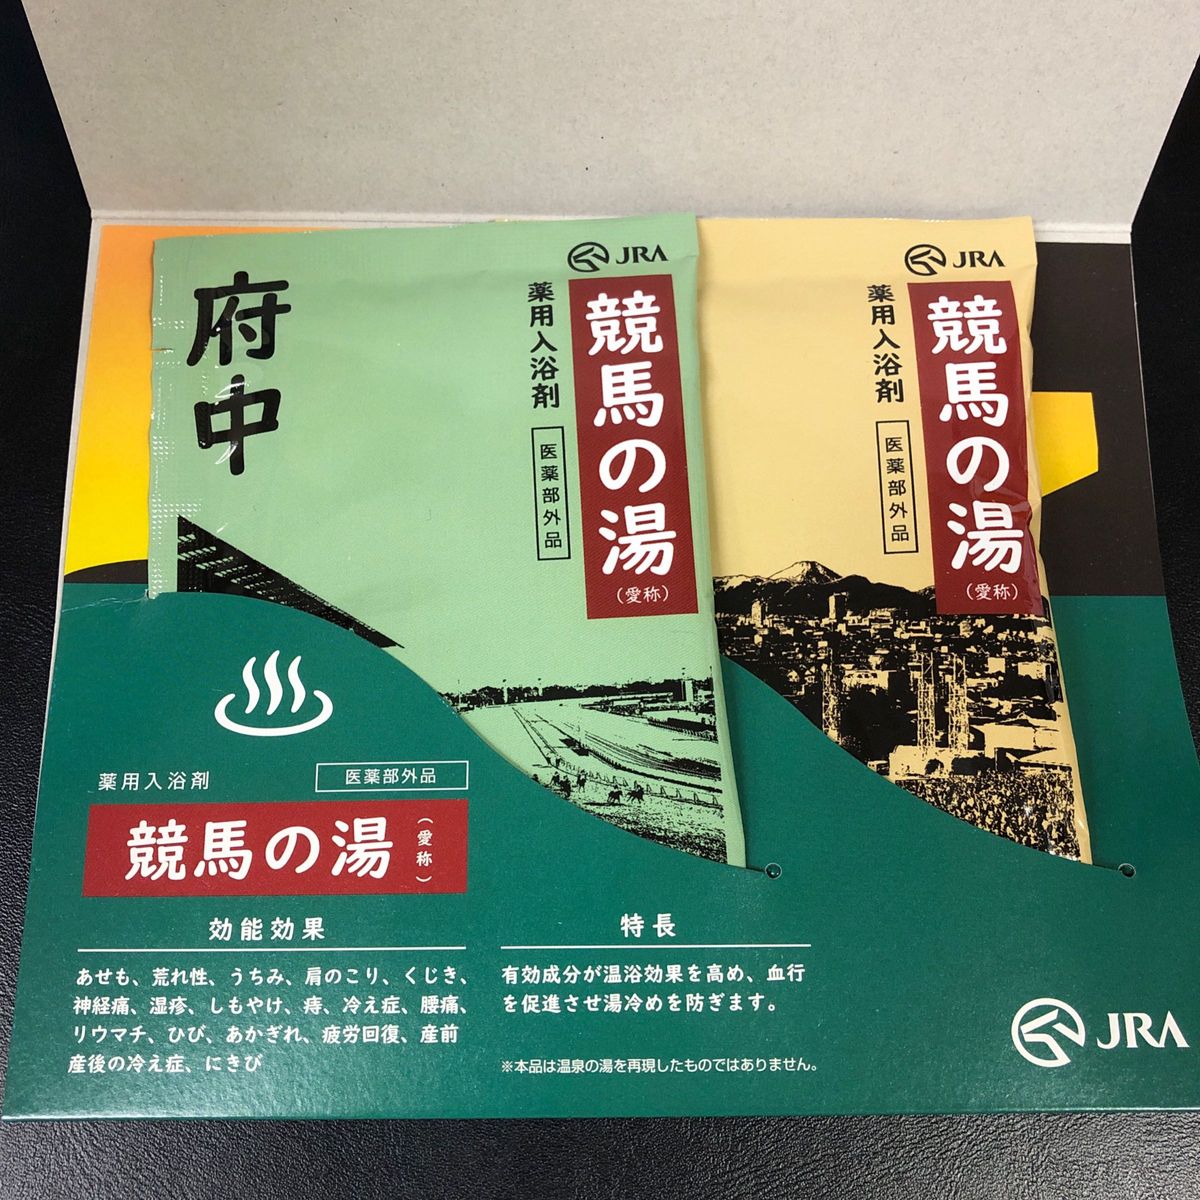 府中
JRA
競馬の湯
(愛称)
薬用入浴剤
医薬部外品
JRA
競馬の湯
(愛称)
薬用入浴剤
医薬部外品
薬用入浴剤
医薬部外品
競馬の湯
(愛称)
効能効果
あせも、荒れ性、うちみ、肩のこり、くじき、
神経痛、湿疹、しもやけ、痔、冷え症、腰痛、
リウマチ、ひび、あかぎれ、疲労回復、産前
産後の冷え症、にきび
特長
有効成分が温浴効果を高め、血行
を促進させ湯冷めを防ぎます。
※本品は温泉の湯を再現したものではありません。
JRA